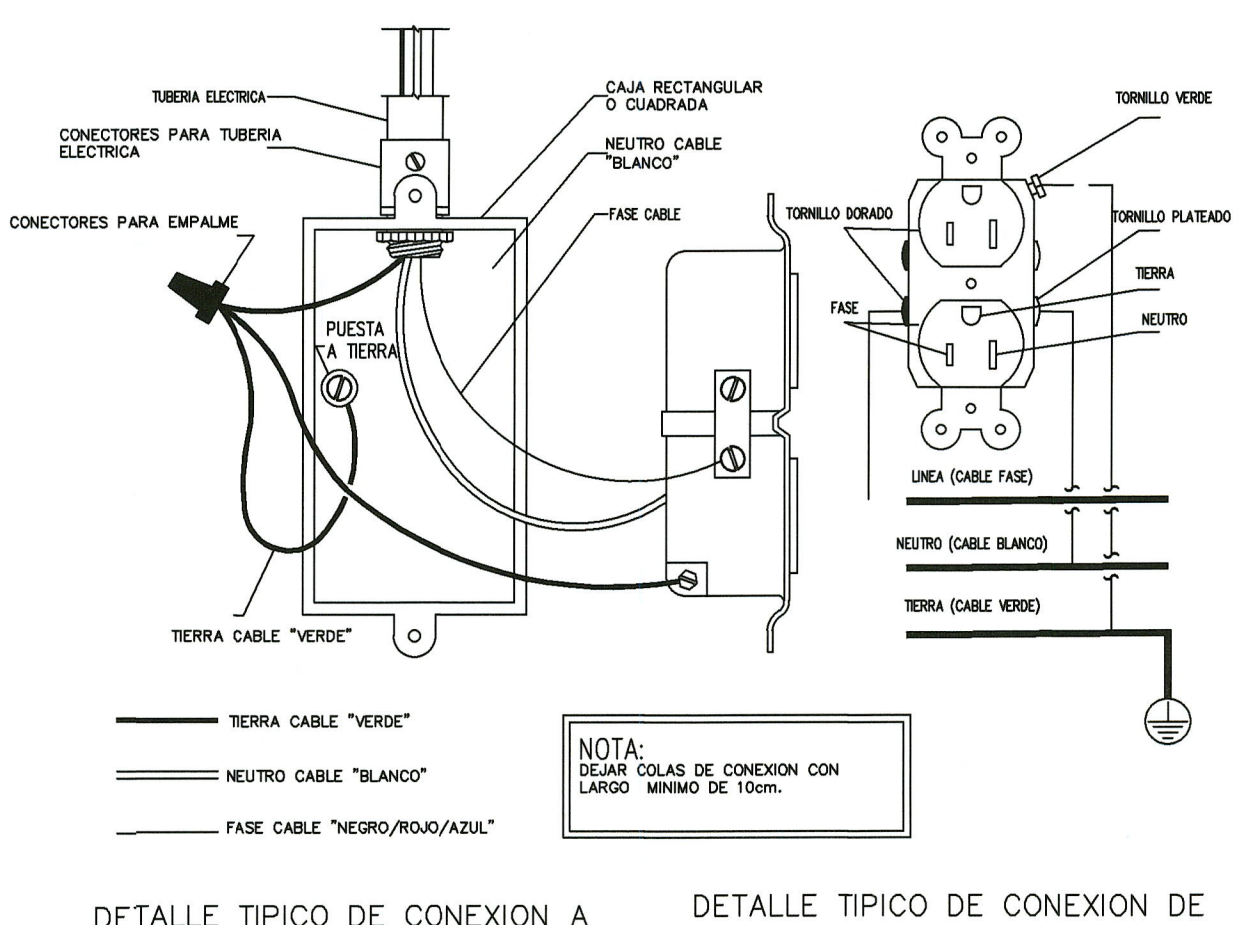 TUBERIA ELECTRICA
CONECTORES PARA TUBERIA
ELECTRICA
CONECTORES PARA EMPALME
CAJA RECTANGULAR
O CUADRADA
NEUTRO CABLE
"BLANCO"
FASE CABLE
PUESTA
A TIERRA
TIERRA CABLE "VERDE"
TORNILLO VERDE
TORNILLO DORADO
TORNILLO PLATEADO
TIERRA
FASE
NEUTRO
LINEA (CABLE FASE)
NEUTRO (CABLE BLANCO)
TIERRA (CABLE VERDE)
TIERRA CABLE "VERDE"
NEUTRO CABLE "BLANCO"
FASE CABLE "NEGRO/ROJO/AZUL"
NOTA:
DEJAR COLAS DE CONEXION CON
LARGO MINIMO DE 10cm.
DETALLE TIPICO DE CONEXION A
DETALLE TIPICO DE CONEXION DE